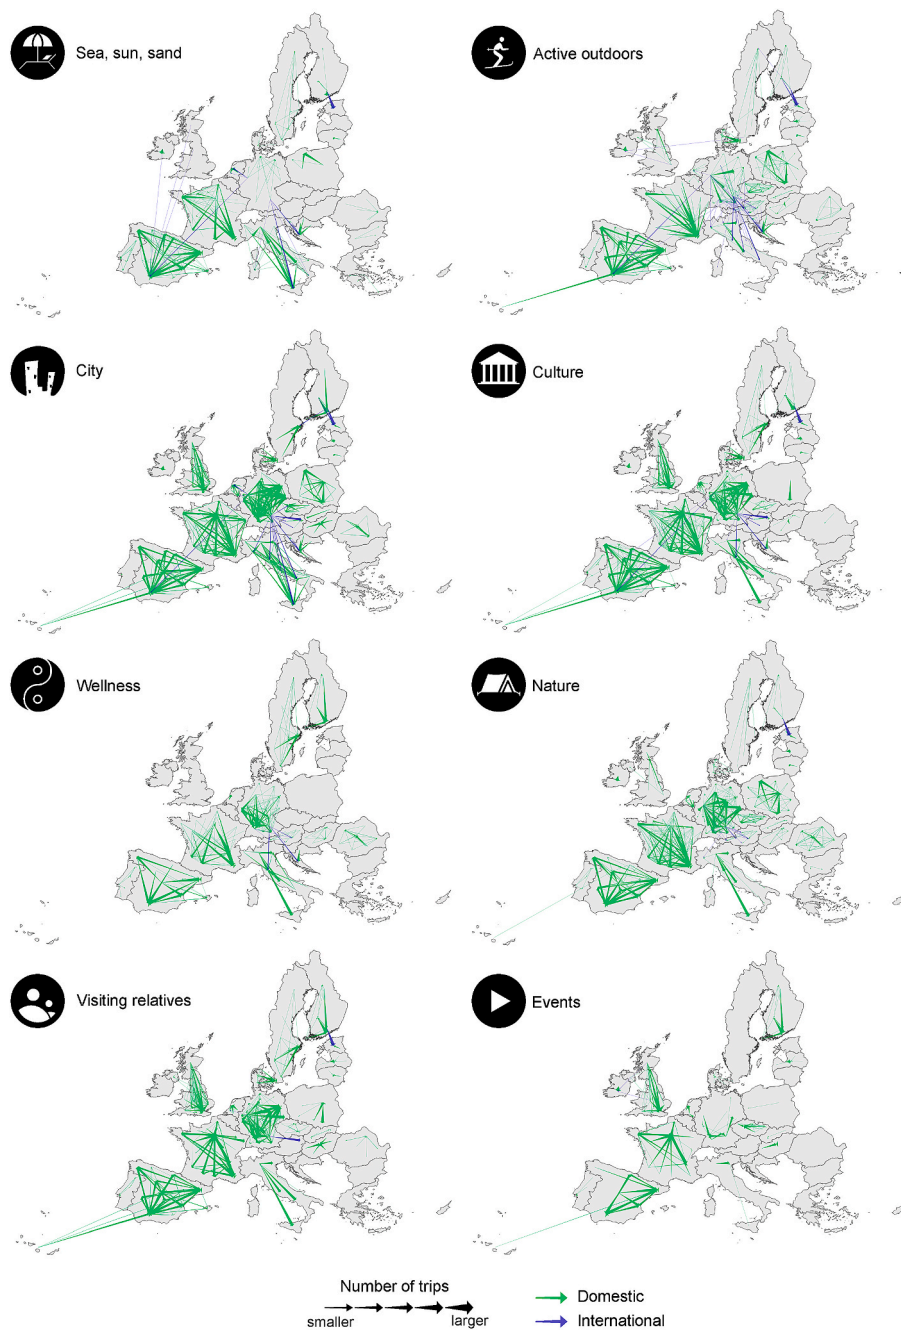 Sea, sun, sand
Active outdoors
City
Culture
Wellness
Nature
Visiting relatives
Events
Number of trips
smaller
larger
Domestic
International